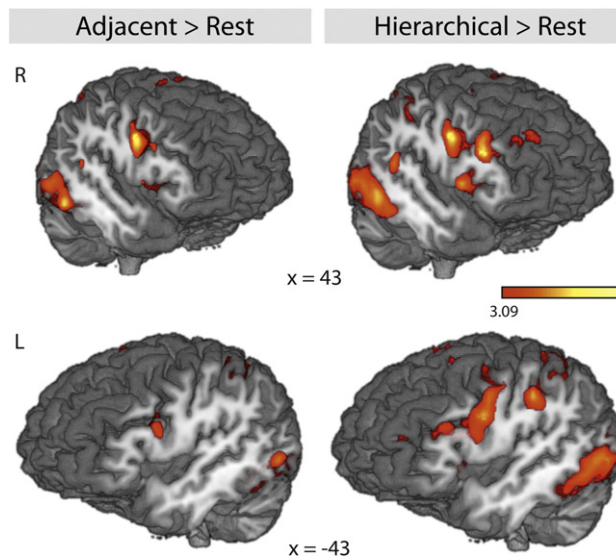 Adjacent > Rest
Hierarchical > Rest
R
x = 43
3.09
L
x = -43